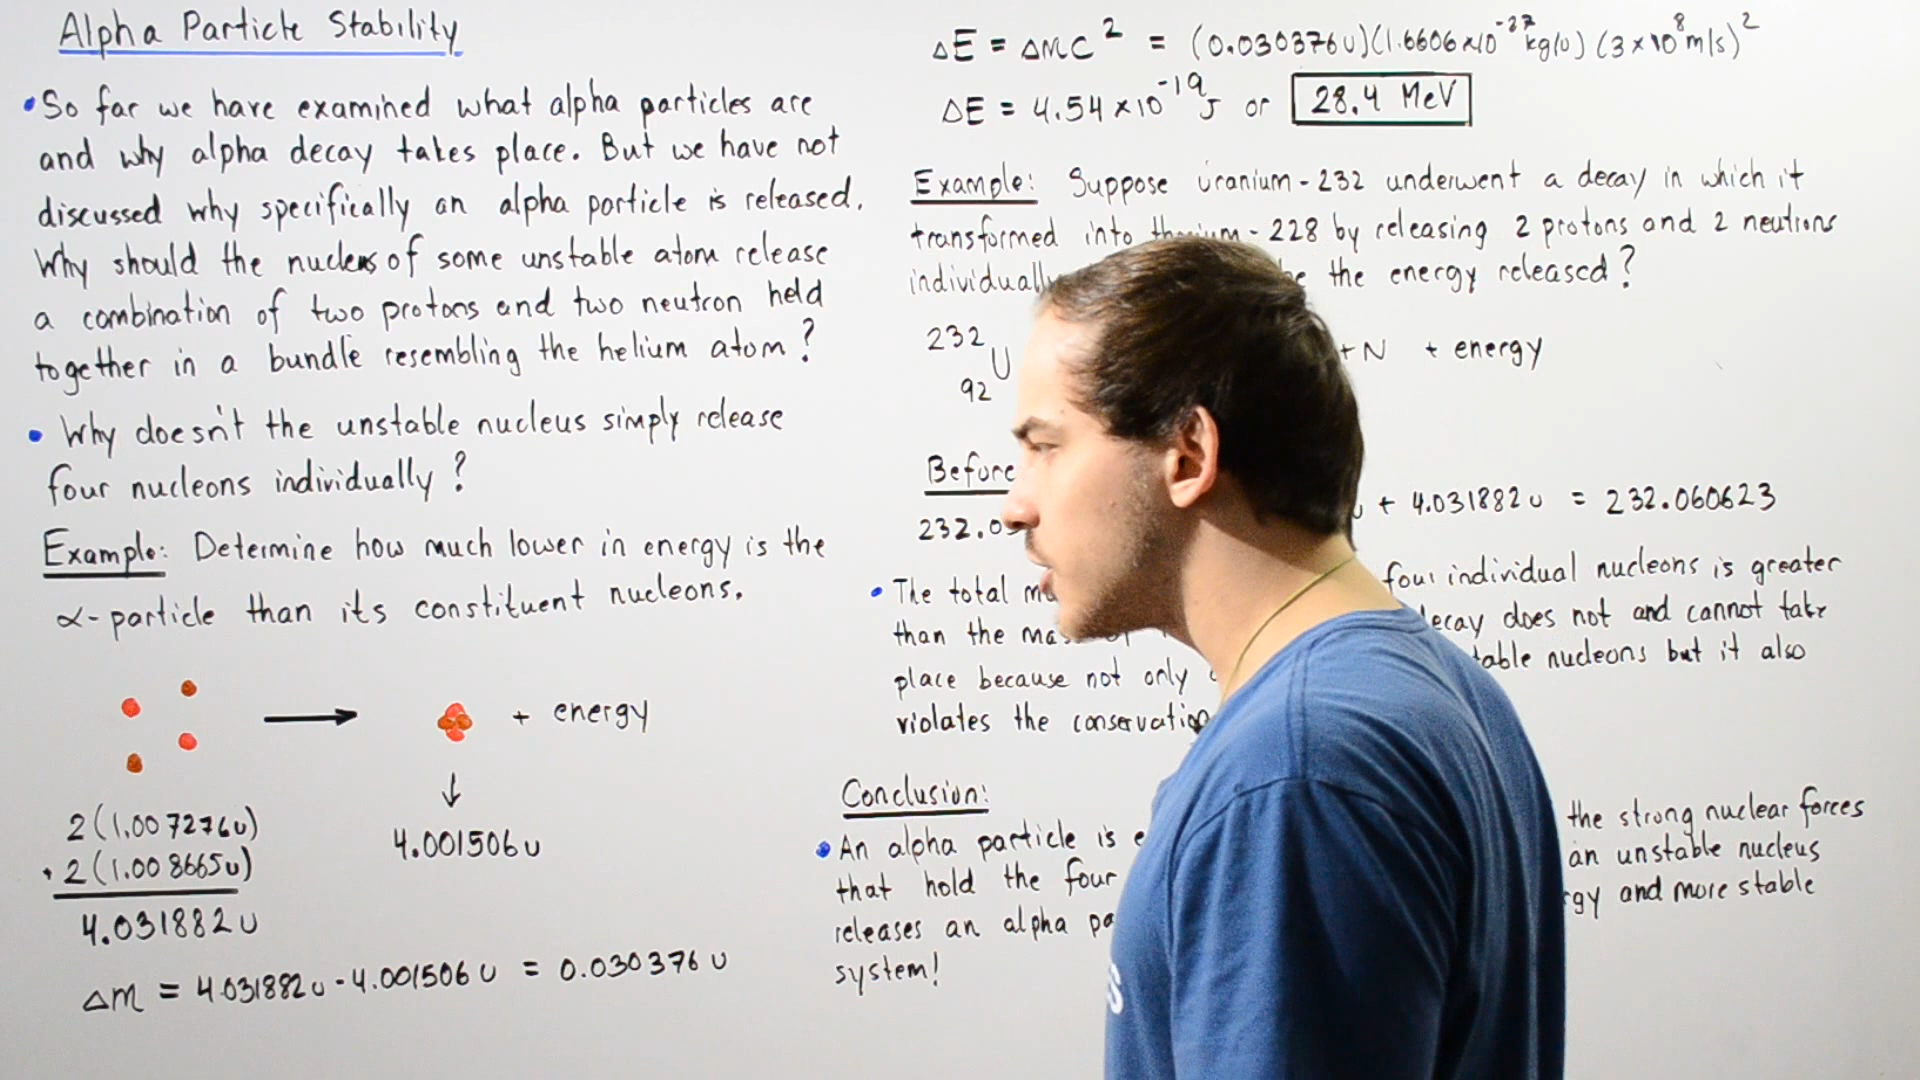 Alpha Particle Stability
• So far we have examined what alpha particles are
and why alpha decay takes place. But we have not
discussed why specifically an alpha particle is released.
Why should the nucleus of some unstable atom release
a combination of two protons and two neutron held
together in a bundle resembling the helium atom?
• Why doesn't the unstable nucleus simply release
four nucleons individually?
Example: Determine how much lower in energy is the
α-particle than its constituent nucleons.
+ energy
2(1.007276u)
+ 2(1.008665u)
4.031882u
4.001506u
Δm = 4.031882u - 4.001506u = 0.030376u
ΔE = Δmc² = (0.030376u)(1.6606×10⁻²⁷kg/u)(3×10⁸m/s)²
ΔE = 4.54×10⁻¹⁹J or 28.4 MeV
Example: Suppose uranium-232 underwent a decay in which it
transformed into thorium-228 by releasing 2 protons and 2 neutrons
individually the energy released?
232
92 U + N + energy
Before
232.0 + 4.031882u = 232.060623
• The total four individual nucleons is greater
than the decay does not and cannot take
place because not only nucleons but it also
violates the
Conclusion:
• An alpha particle is the strong nuclear forces
that hold the four an unstable nucleus
releases an alpha and more stable
system!